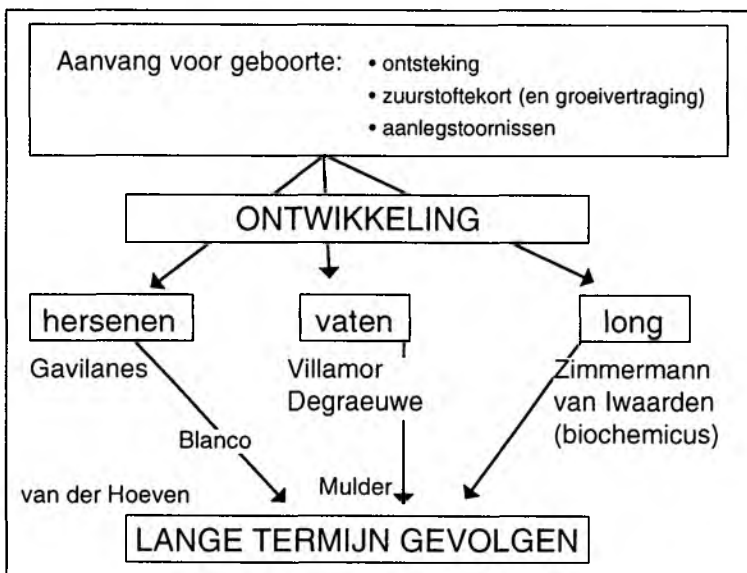 Aanvang voor geboorte: • ontsteking
• zuurstoftekort (en groeivertraging)
• aanlegstoornissen
ONTWIKKELING
hersenen
vaten
long
Gavilanes
Villamor
Degraeuwe
Zimmermann
van Iwaarden
(biochemicus)
Blanco
van der Hoeven
Mulder
LANGE TERMIJN GEVOLGEN